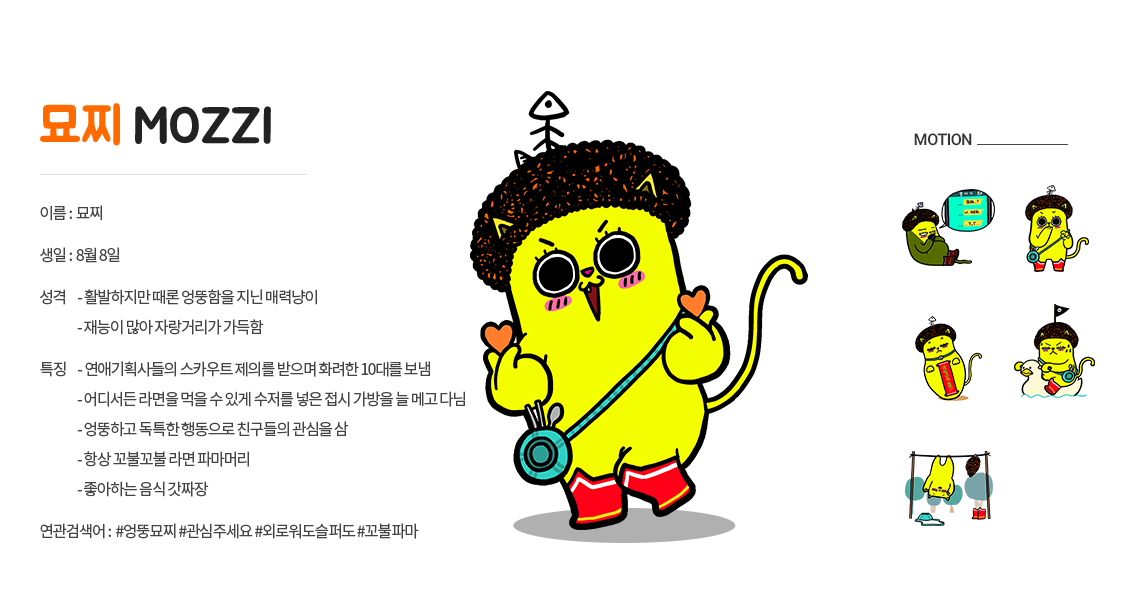 묘찌 MOZZI
이름 : 묘찌
생일 : 8월 8일
성격 - 활발하지만 때론 엉뚱함을 지닌 매력냥이
- 재능이 많아 자랑거리가 가득함
특징 - 연애기획사들의 스카우트 제의를 받으며 화려한 10대를 보냄
- 어디서든 라면을 먹을 수 있게 수저를 넣은 접시 가방을 늘 메고 다님
- 엉뚱하고 독특한 행동으로 친구들의 관심을 삼
- 항상 꼬불꼬불 라면 파마머리
- 좋아하는 음식 갓짜장
연관검색어 : #엉뚱묘찌 #관심주세요 #외로워도슬퍼도 #꼬불파마
MOTION